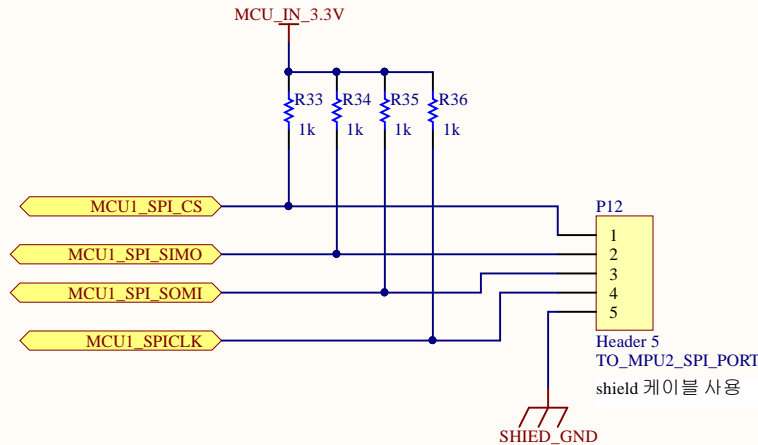 MCU_IN_3.3V
R33 R34 R35 R36
1k 1k 1k 1k
MCU1_SPI_CS
P12
1
MCU1_SPI_SIMO
2
MCU1_SPI_SOMI
3
4
5
MCU1_SPICLK
Header 5
TO_MPU2_SPI_PORT
shield 케이블 사용
SHIED_GND